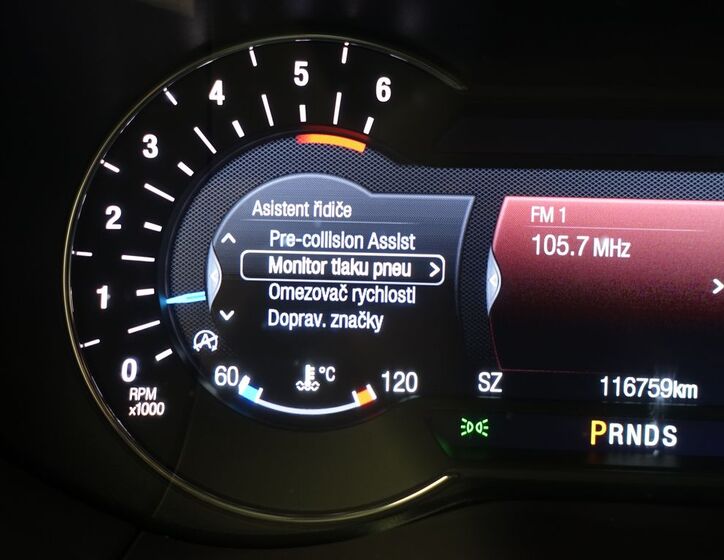 6
5
4
3
2
1
0
RPM
x1000
Asistent řidiče
Pre-collision Assist
Monitor tlaku pneu
Omezovač rychlosti
Doprav. značky
60 °C 120
FM 1
105.7 MHz
SZ 116759km
PRNDS